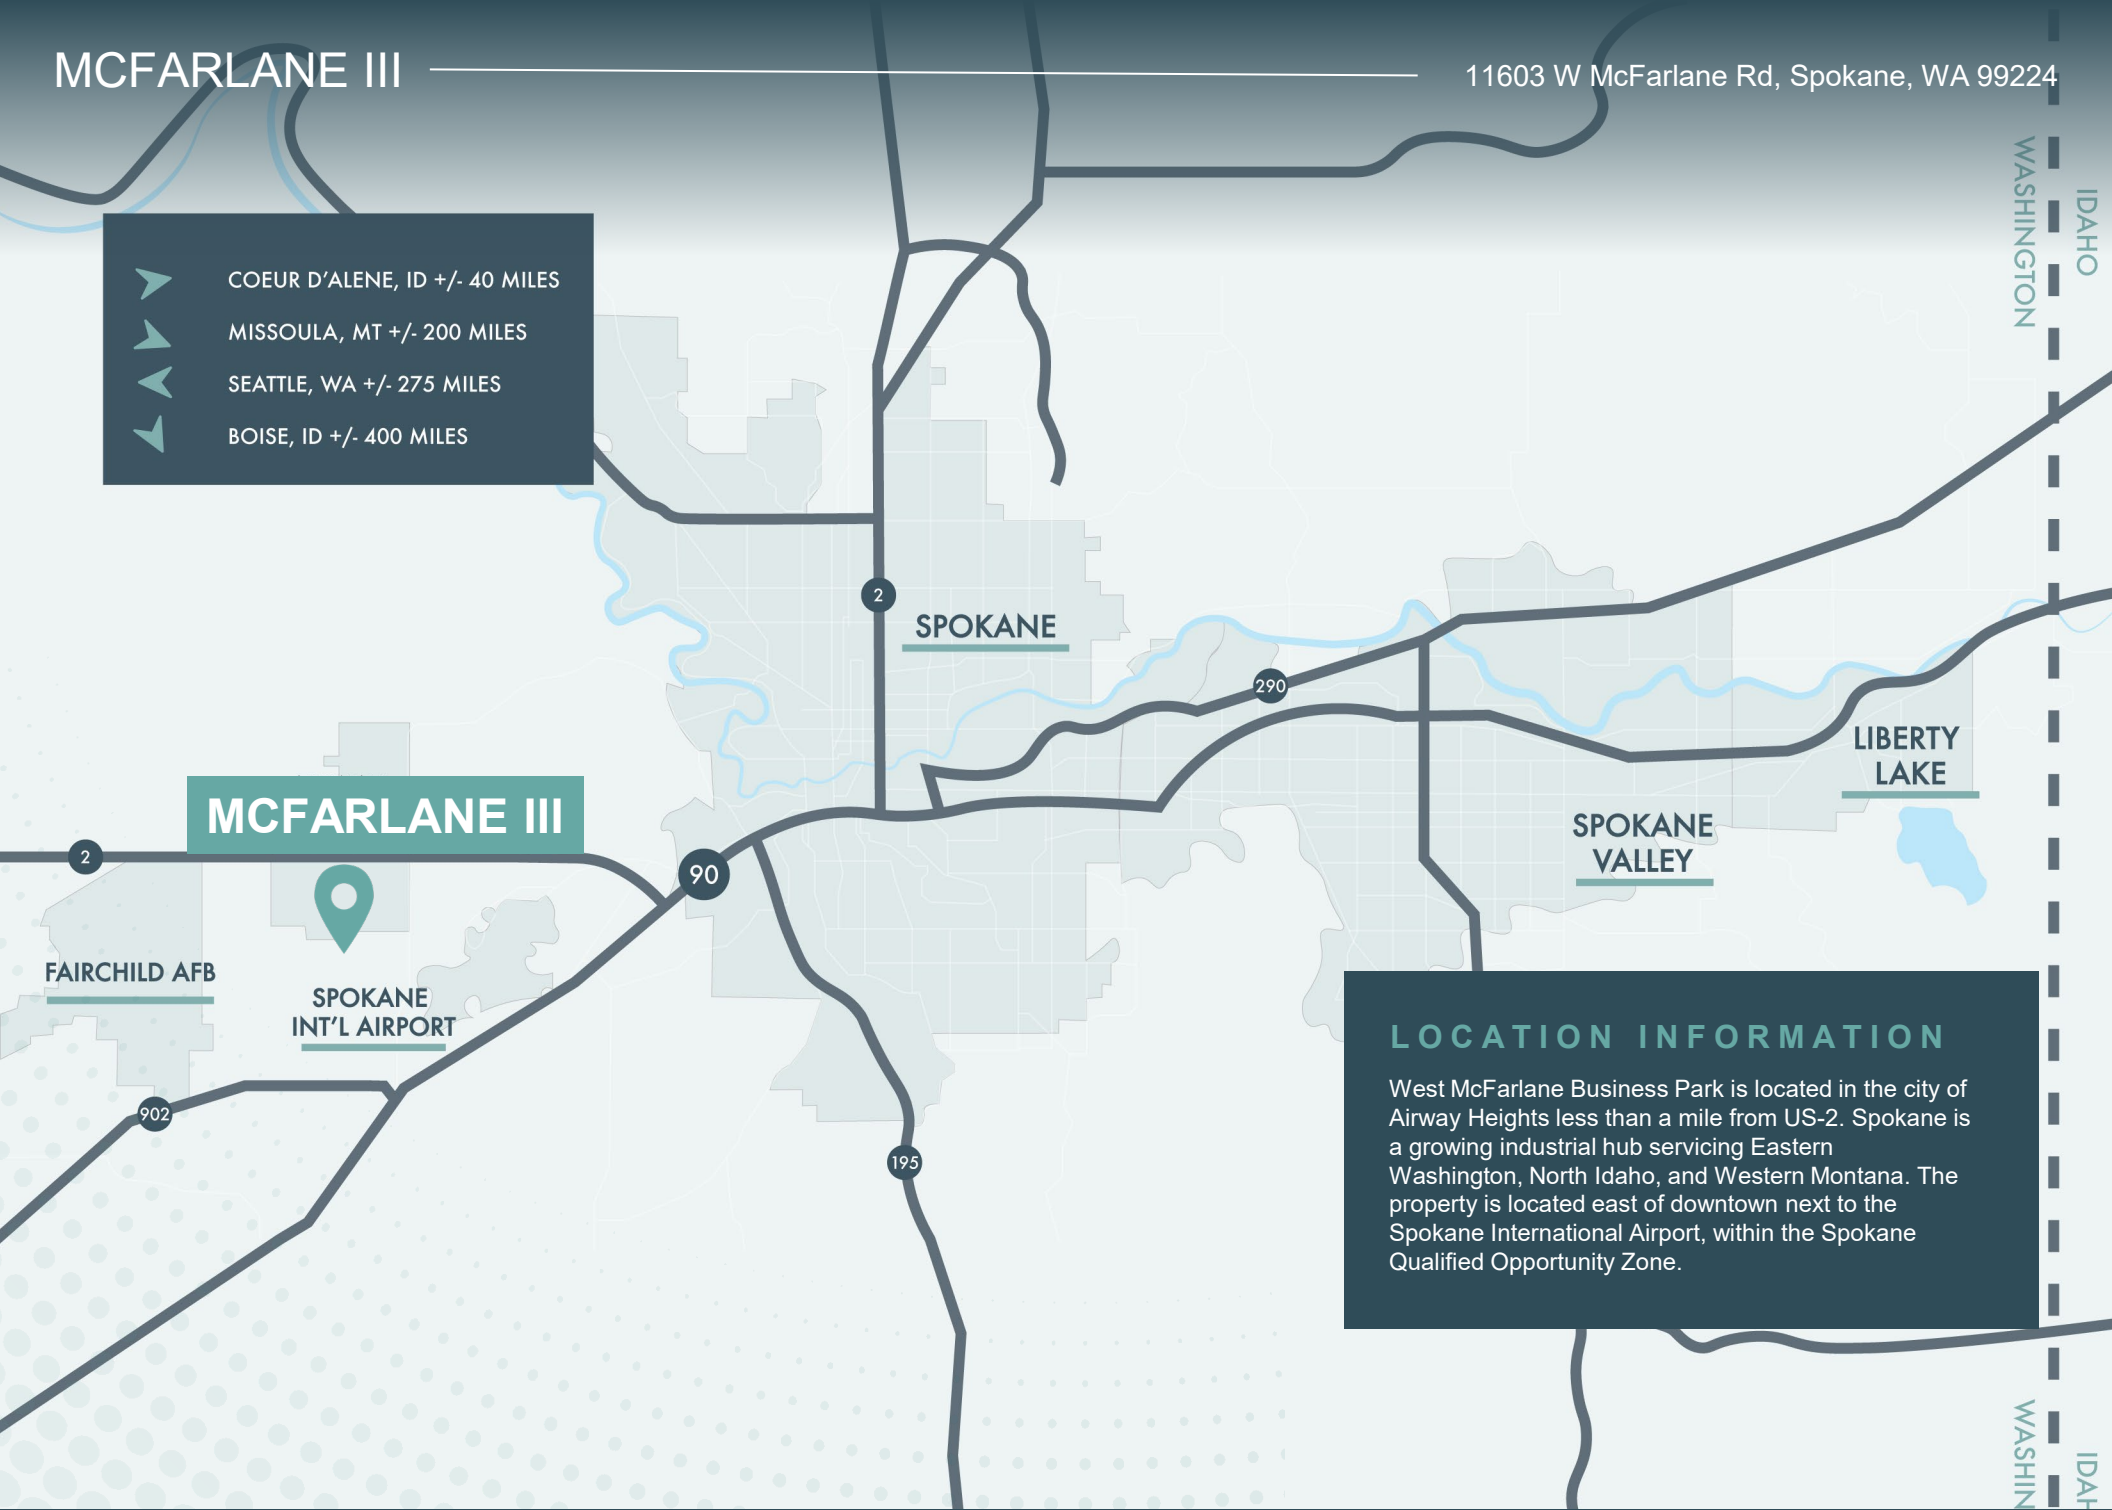 MCFARLANE III
11603 W McFarlane Rd, Spokane, WA 99224
WASHINGTON
IDAHO
COEUR D'ALENE, ID +/- 40 MILES
MISSOULA, MT +/- 200 MILES
SEATTLE, WA +/- 275 MILES
BOISE, ID +/- 400 MILES
2
SPOKANE
290
LIBERTY
LAKE
MCFARLANE III
SPOKANE
VALLEY
2
90
FAIRCHILD AFB
SPOKANE
INT'L AIRPORT
902
195
LOCATION INFORMATION
West McFarlane Business Park is located in the city of
Airway Heights less than a mile from US-2. Spokane is
a growing industrial hub servicing Eastern
Washington, North Idaho, and Western Montana. The
property is located east of downtown next to the
Spokane International Airport, within the Spokane
Qualified Opportunity Zone.
WASHIN
IDAH